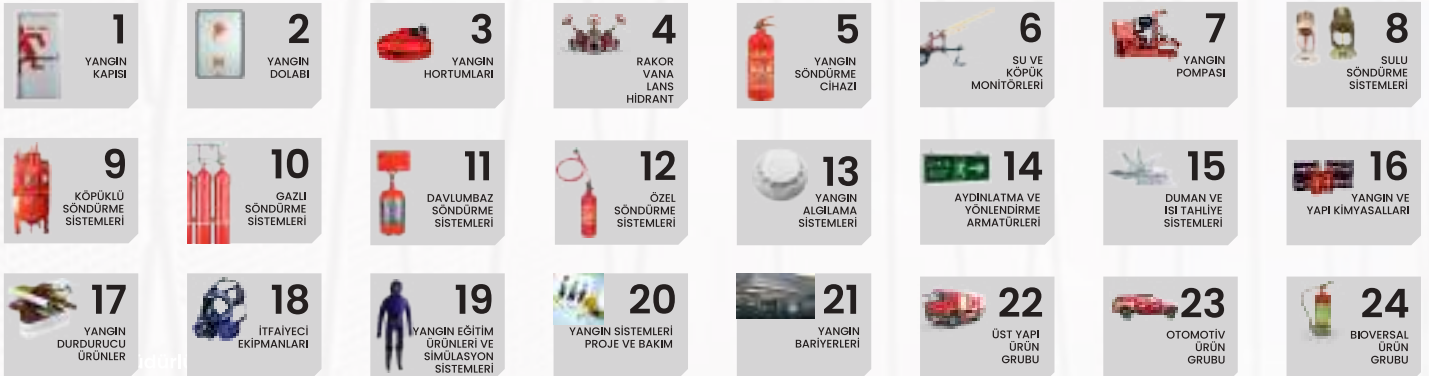 1
YANGIN
KAPISI
2
YANGIN
DOLABI
3
YANGIN
HORTUMLARI
4
RAKOR
VANA
LANS
HİDRANT
5
YANGIN
SÖNDÜRME
CİHAZI
6
SU VE
KÖPÜK
MONİTÖRLERİ
7
YANGIN
POMPASI
8
SULU
SÖNDÜRME
SİSTEMLERİ
9
KÖPÜKLÜ
SÖNDÜRME
SİSTEMLERİ
10
GAZLI
SÖNDÜRME
SİSTEMLERİ
11
DAVLUMBAZ
SÖNDÜRME
SİSTEMLERİ
12
ÖZEL
SÖNDÜRME
SİSTEMLERİ
13
YANGIN
ALGILAMA
SİSTEMLERİ
14
AYDINLATMA VE
YÖNLENDİRME
ARMATÜRLERİ
15
DUMAN VE
ISI TAHLİYE
SİSTEMLERİ
16
YANGIN VE
YAPI KİMYASALLARI
17
YANGIN
DURDURUCU
ÜRÜNLER
18
İTFAİYECİ
EKİPMANLARI
19
YANGIN EĞİTİM
ÜRÜNLERİ VE
SİMÜLASYON
SİSTEMLERİ
20
YANGIN SİSTEMLERİ
PROJE VE BAKIM
21
YANGIN
BARİYERLERİ
22
ÜST YAPI
ÜRÜN
GRUBU
23
OTOMOTİV
ÜRÜN
GRUBU
24
BIOVERSAL
ÜRÜN
GRUBU